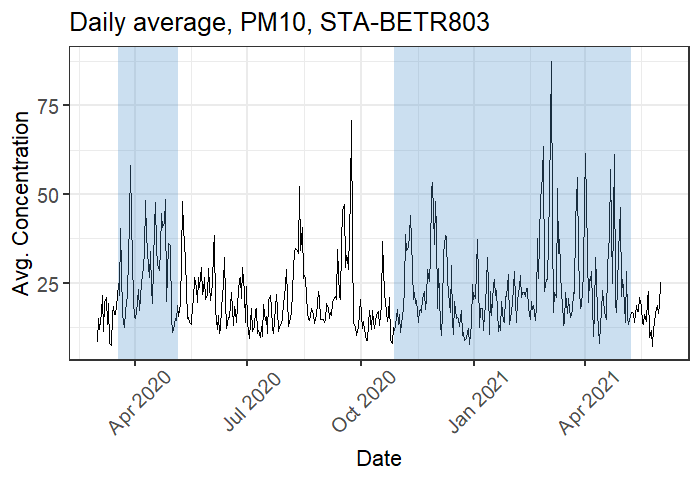 Daily average, PM10, STA-BETR803
Avg. Concentration
75
50
25
Apr 2020
Jul 2020
Oct 2020
Jan 2021
Apr 2021
Date